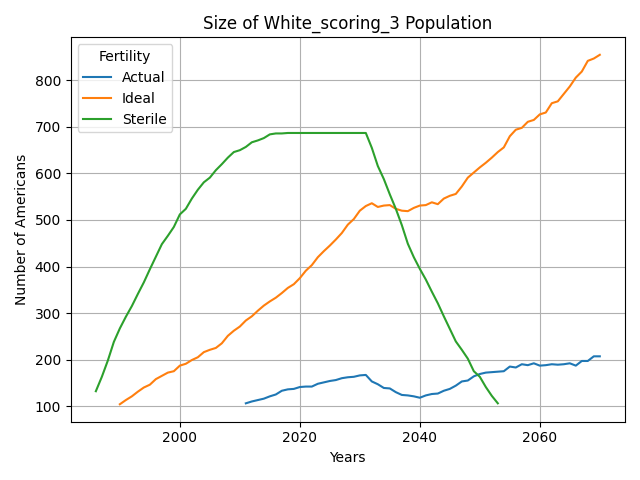 Size of White_scoring_3 Population
Fertility
Actual
Ideal
Sterile
Number of Americans
800
700
600
500
400
300
200
100
2000
2020
2040
2060
Years